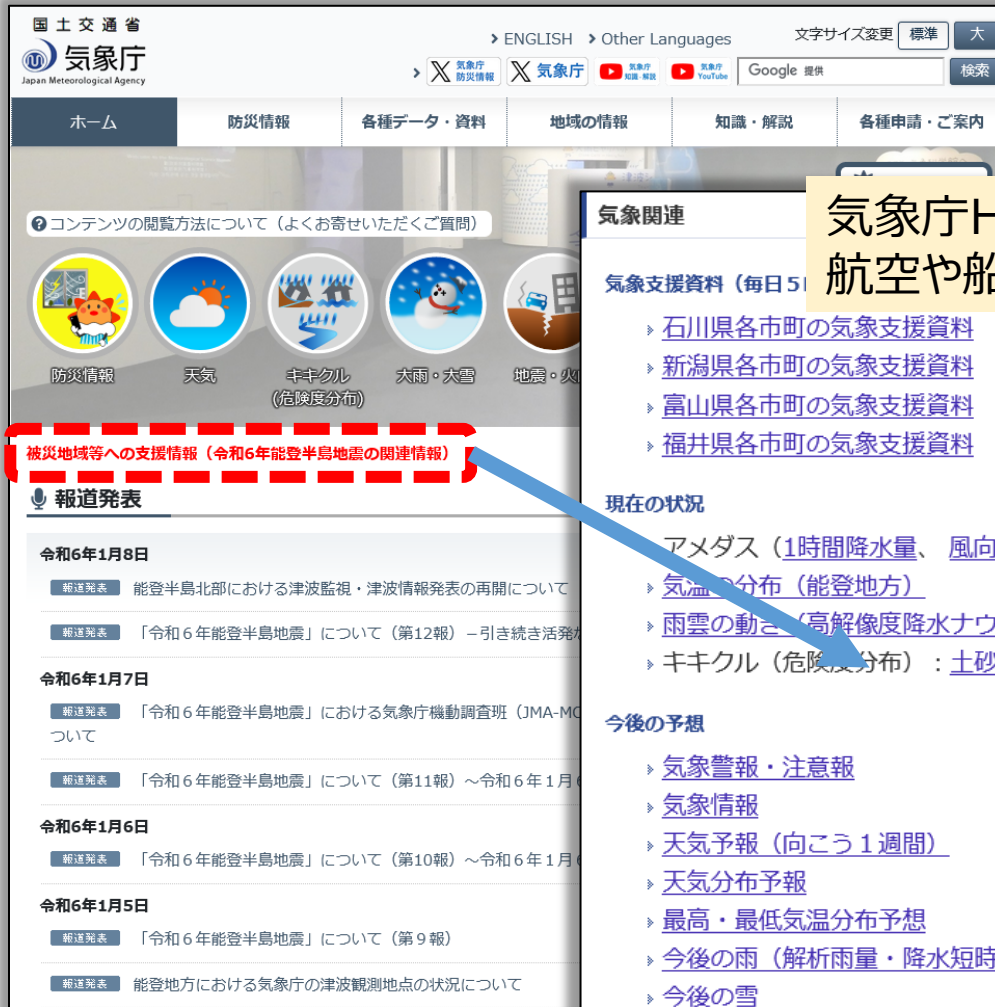 国土交通省
気象庁
Japan Meteorological Agency
ENGLISH Other Languages
文字サイズ変更 標準 大
気象庁 防災情報 気象庁 気象庁 知識・解説 気象庁 YouTube Google 提供 検索
ホーム 防災情報 各種データ・資料 地域の情報 知識・解説 各種申請・ご案内
コンテンツの閲覧方法について（よくお寄せいただくご質問）
防災情報 天気 キキクル 大雨・大雪 地震・火
(危険度分布)
被災地域等への支援情報（令和6年能登半島地震の関連情報）
報道発表
令和6年1月8日
報道発表 能登半島北部における津波監視・津波情報発表の再開について
報道発表 「令和６年能登半島地震」について（第12報）－引き続き活発
令和6年1月7日
報道発表 「令和６年能登半島地震」における気象庁機動調査班（JMA-MO
ついて
報道発表 「令和６年能登半島地震」について（第11報）～令和６年１月
令和6年1月6日
報道発表 「令和６年能登半島地震」について（第10報）～令和６年１月
令和6年1月5日
報道発表 「令和６年能登半島地震」について（第９報）
報道発表 能登地方における気象庁の津波観測地点の状況について
気象庁H
航空や船
気象関連
気象支援資料（毎日５
石川県各市町の気象支援資料
新潟県各市町の気象支援資料
富山県各市町の気象支援資料
福井県各市町の気象支援資料
現在の状況
アメダス（1時間降水量、 風向
気温の分布（能登地方）
雨雲の動き（高解像度降水ナウ
キキクル（危険度分布）：土砂
今後の予想
気象警報・注意報
気象情報
天気予報（向こう１週間）
天気分布予報
最高・最低気温分布予想
今後の雨（解析雨量・降水短時
今後の雪